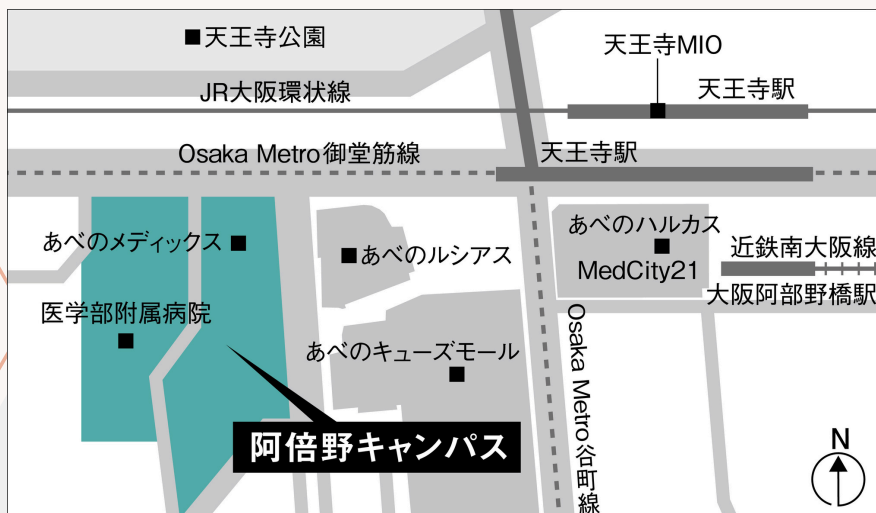 天王寺公園
天王寺MIO
JR大阪環状線
天王寺駅
Osaka Metro御堂筋線
天王寺駅
あべのメディックス
あべのルシアス
あべのハルカス
MedCity21
近鉄南大阪線
大阪阿部野橋駅
医学部附属病院
あべのキューズモール
Osaka Metro谷町線
阿倍野キャンパス
N